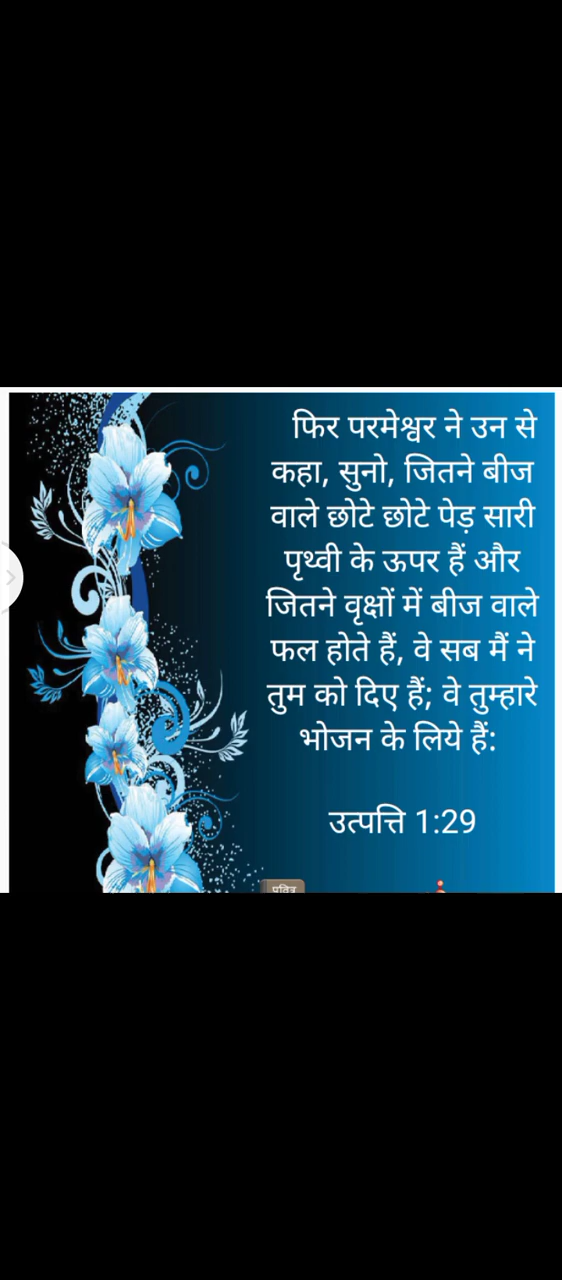 फिर परमेश्वर ने उन से
कहा, सुनो, जितने बीज
वाले छोटे छोटे पेड़ सारी
पृथ्वी के ऊपर हैं और
जितने वृक्षों में बीज वाले
फल होते हैं, वे सब मैं ने
तुम को दिए हैं; वे तुम्हारे
भोजन के लिये हैं:
उत्पत्ति 1:29